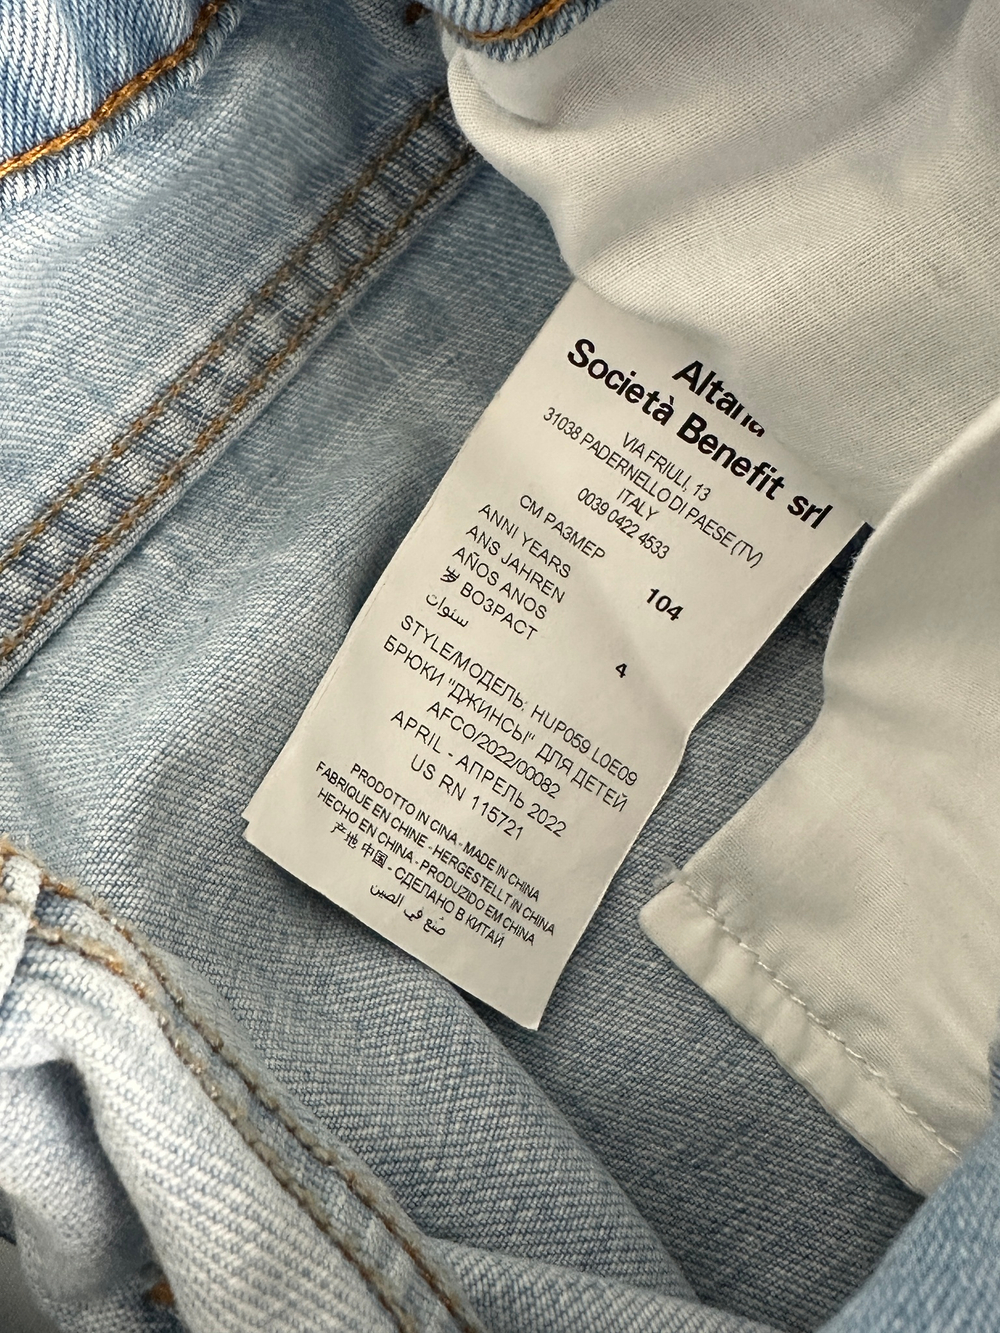 Altana
Società Benefit srl
VIA FRIULI, 13
31038 PADERNELLO DI PAESE (TV)
ITALY
0039 0422 4533
CM РАЗМЕР 104
ANNI YEARS
ANS JAHREN
AÑOS ANOS
岁 ВОЗРАСТ 4
سنوات
STYLE/МОДЕЛЬ: HUP059 L0E09
БРЮКИ "ДЖИНСЫ" ДЛЯ ДЕТЕЙ
AFCO/2022/00082
APRIL - АПРЕЛЬ 2022
US RN 115721
PRODOTTO IN CINA - MADE IN CHINA
FABRIQUE EN CHINE - HERGESTELLT IN CHINA
HECHO EN CHINA - PRODUZIDO EM CHINA
产地 中国 - СДЕЛАНО В КИТАЙ
صُنع في الصين